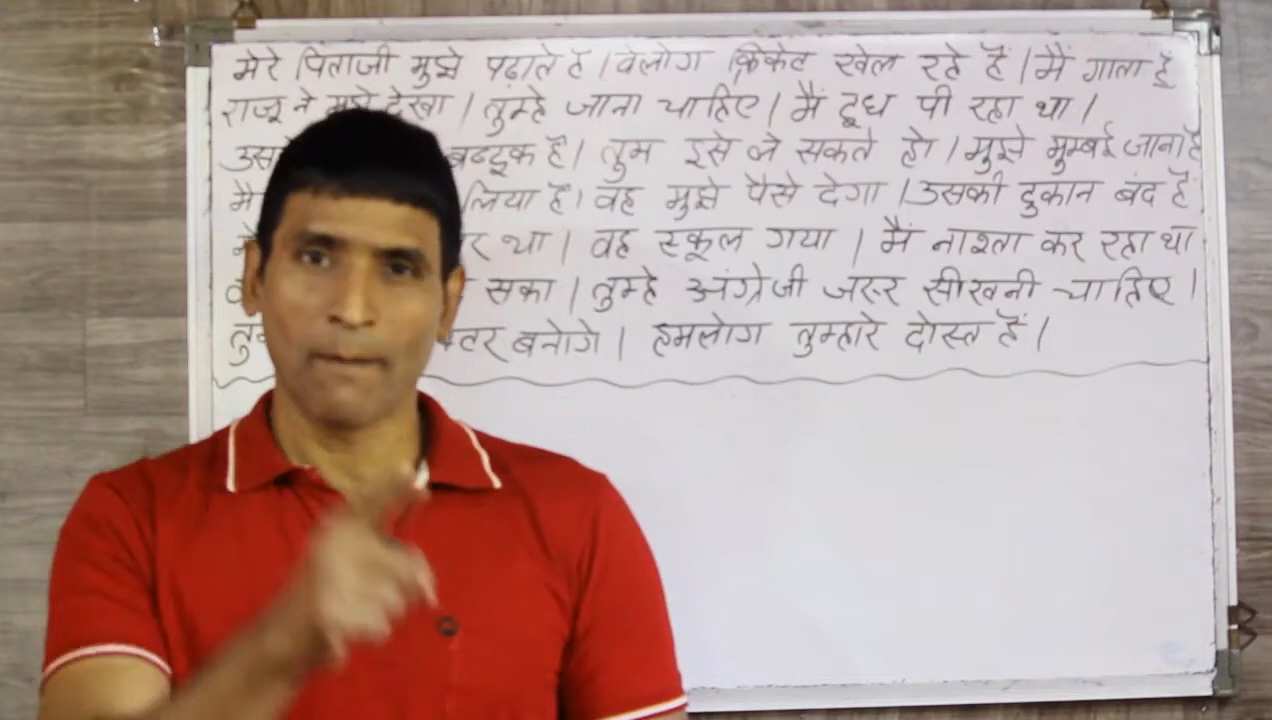 मेरे पिताजी मुझे पढ़ाते है । वेलोग क्रिकेट खेल रहे हैं । मैं गाता हूँ
राजू ने मुझे देखा । तुम्हे जाना चाहिए । मैं दूध पी रहा था ।
बन्दूक है । तुम इसे ले सकते हो । मुझे मुम्बई जाना है
लिया है । वह मुझे पैसे देगा । उसकी दुकान बंद है
था । वह स्कूल गया । मैं नाश्ता कर रहा था
सका । तुम्हे अंग्रेजी जरूर सीखनी चाहिए ।
बनोगे । हमलोग तुम्हारे दोस्त हैं ।